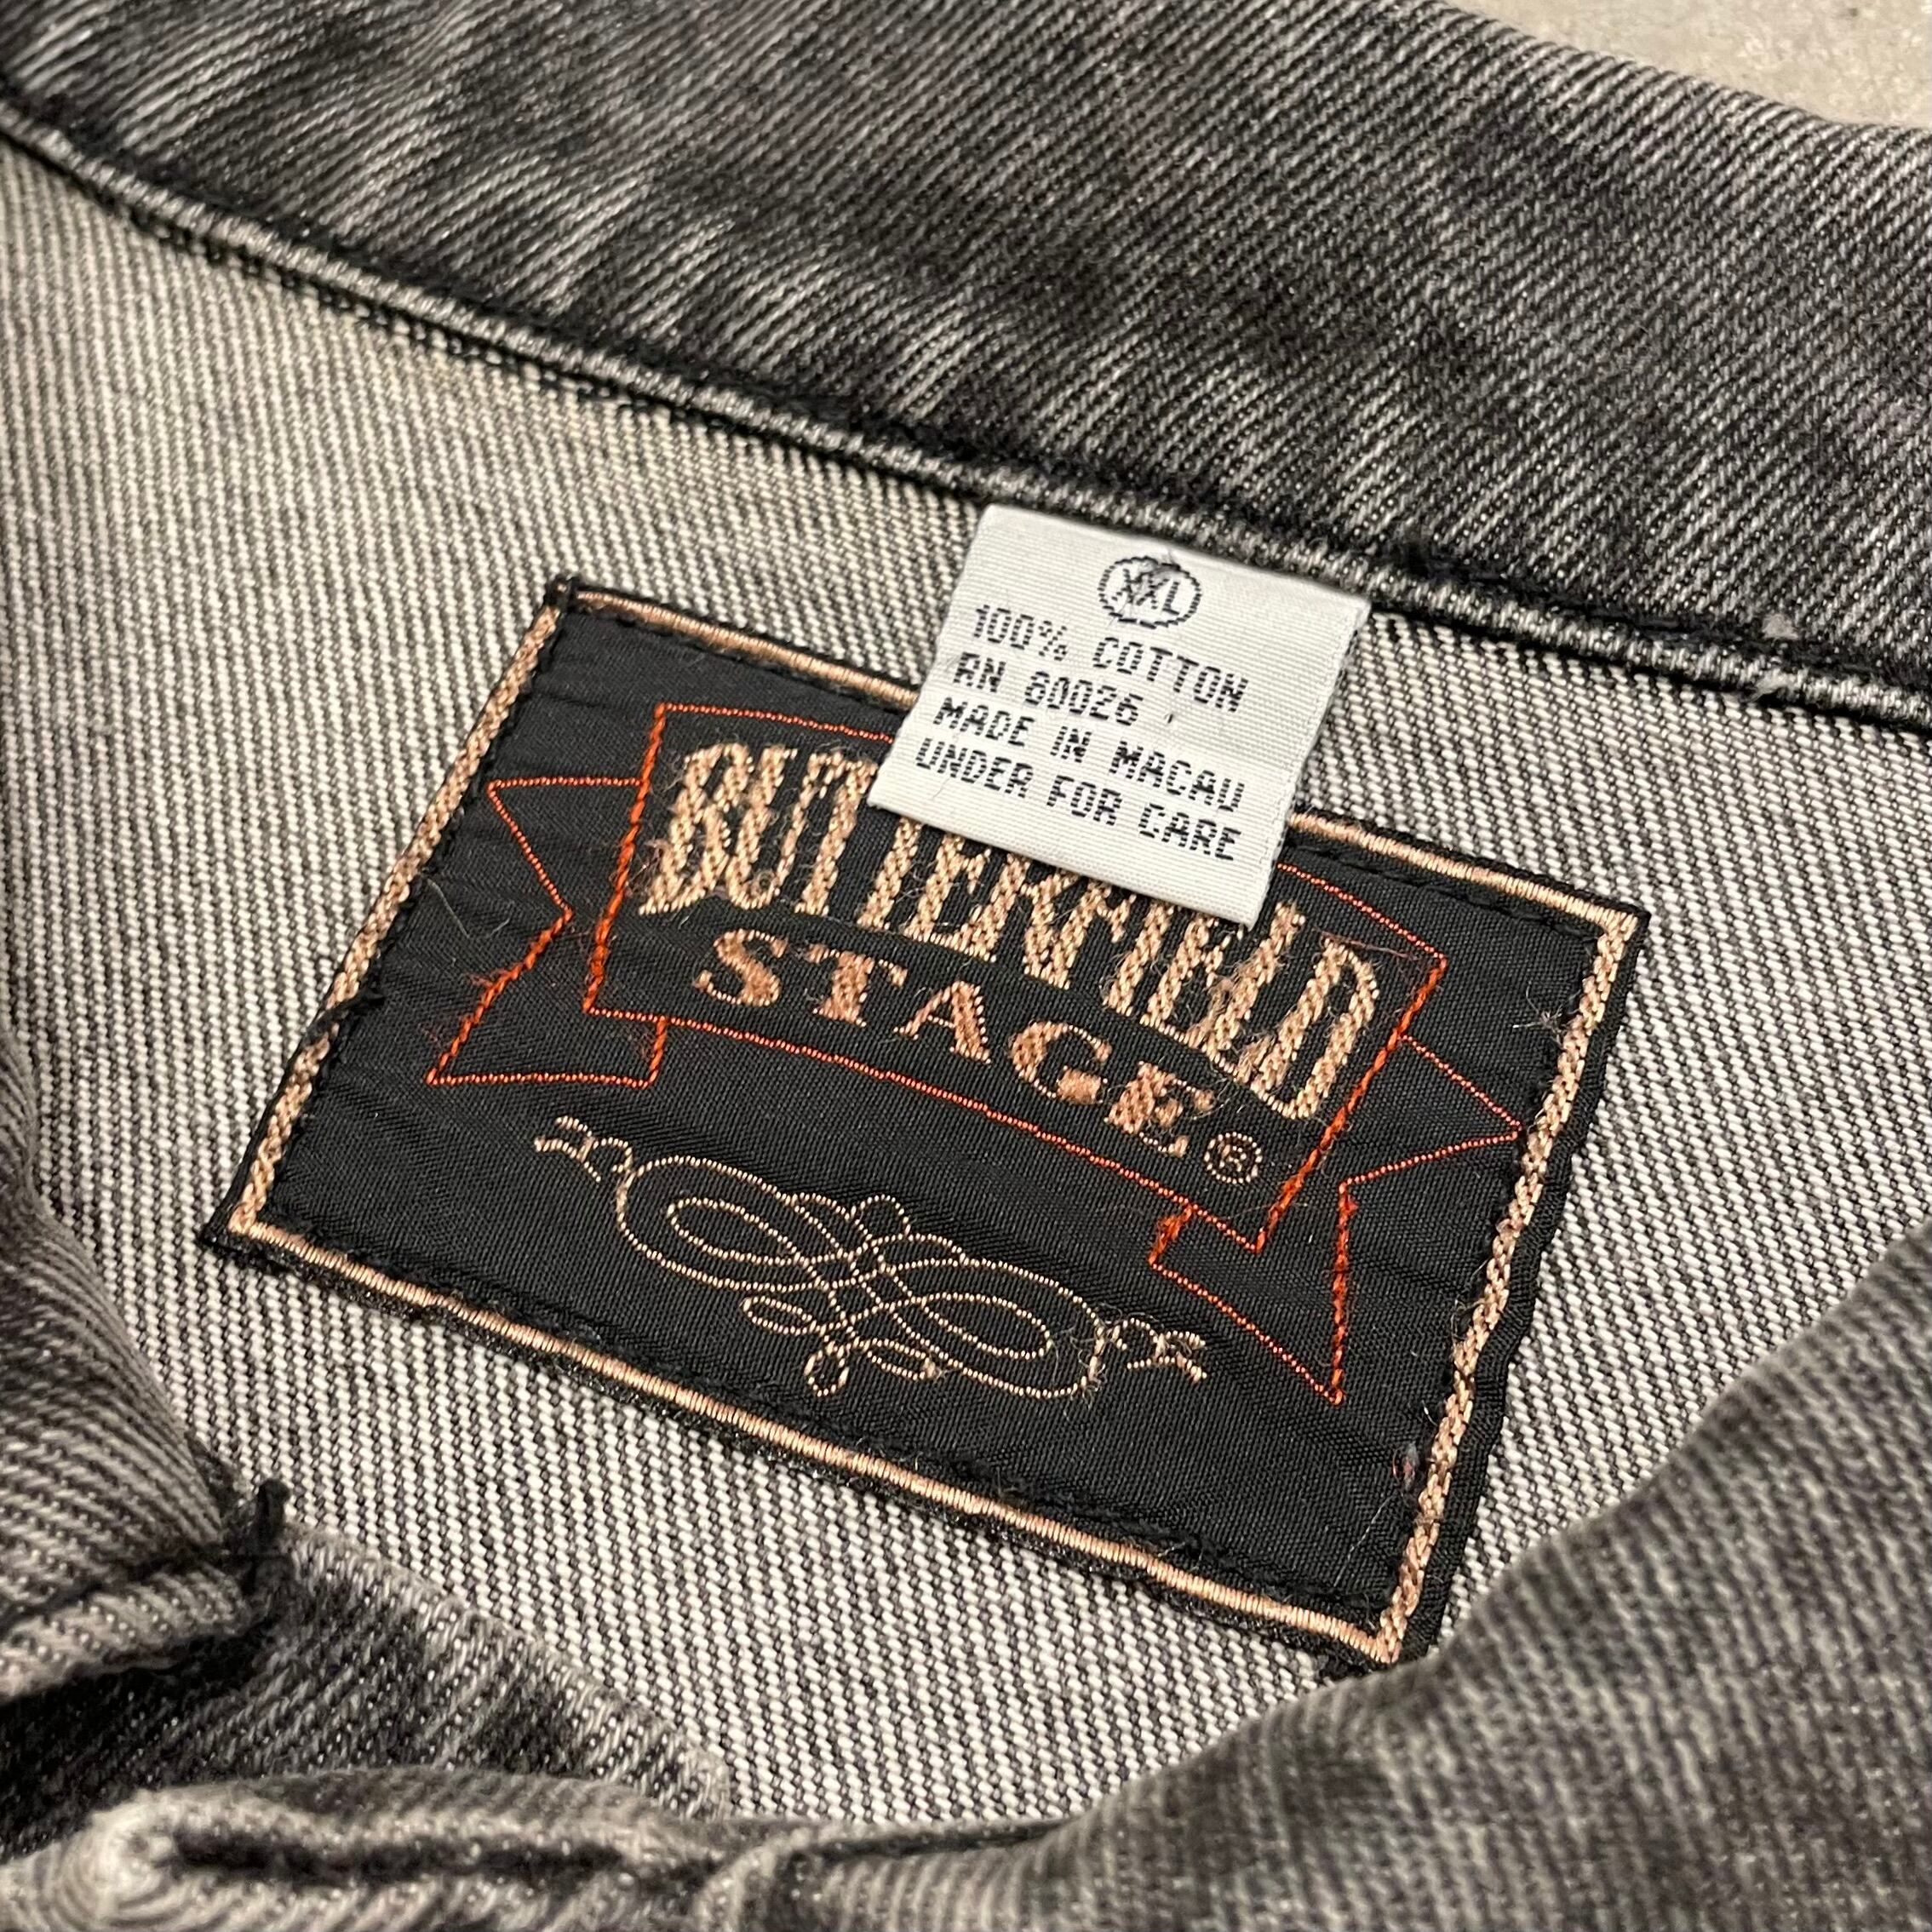 XXL
100% COTTON
RN 80026
MADE IN MACAU
UNDER FOR CARE
BUTTERFIELD
STAGE®